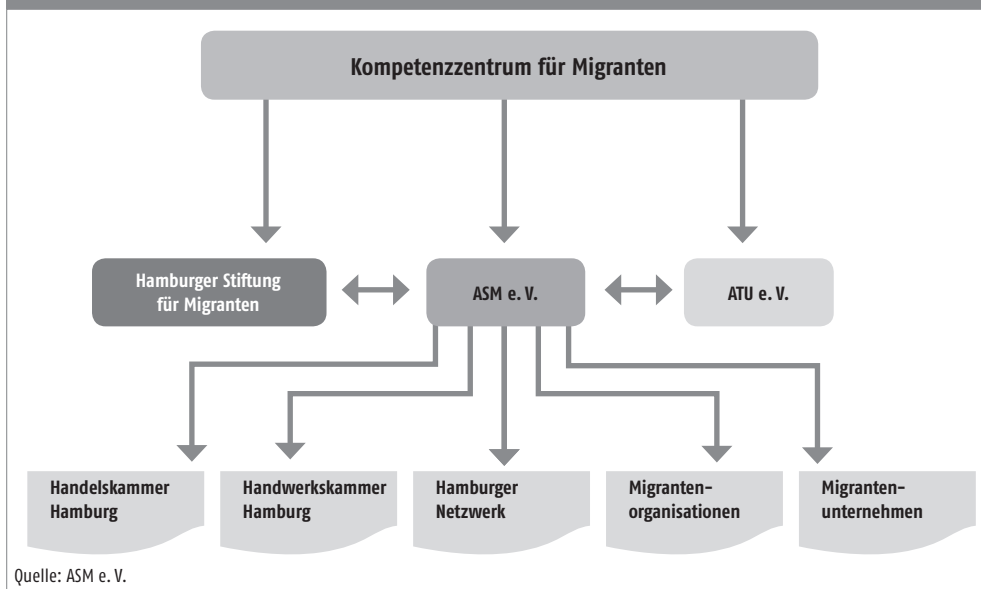 Kompetenzzentrum für Migranten
Hamburger Stiftung
für Migranten
ASM e. V.
ATU e. V.
Handelskammer
Hamburg
Handwerkskammer
Hamburg
Hamburger
Netzwerk
Migranten-
organisationen
Migranten-
unternehmen
Quelle: ASM e. V.